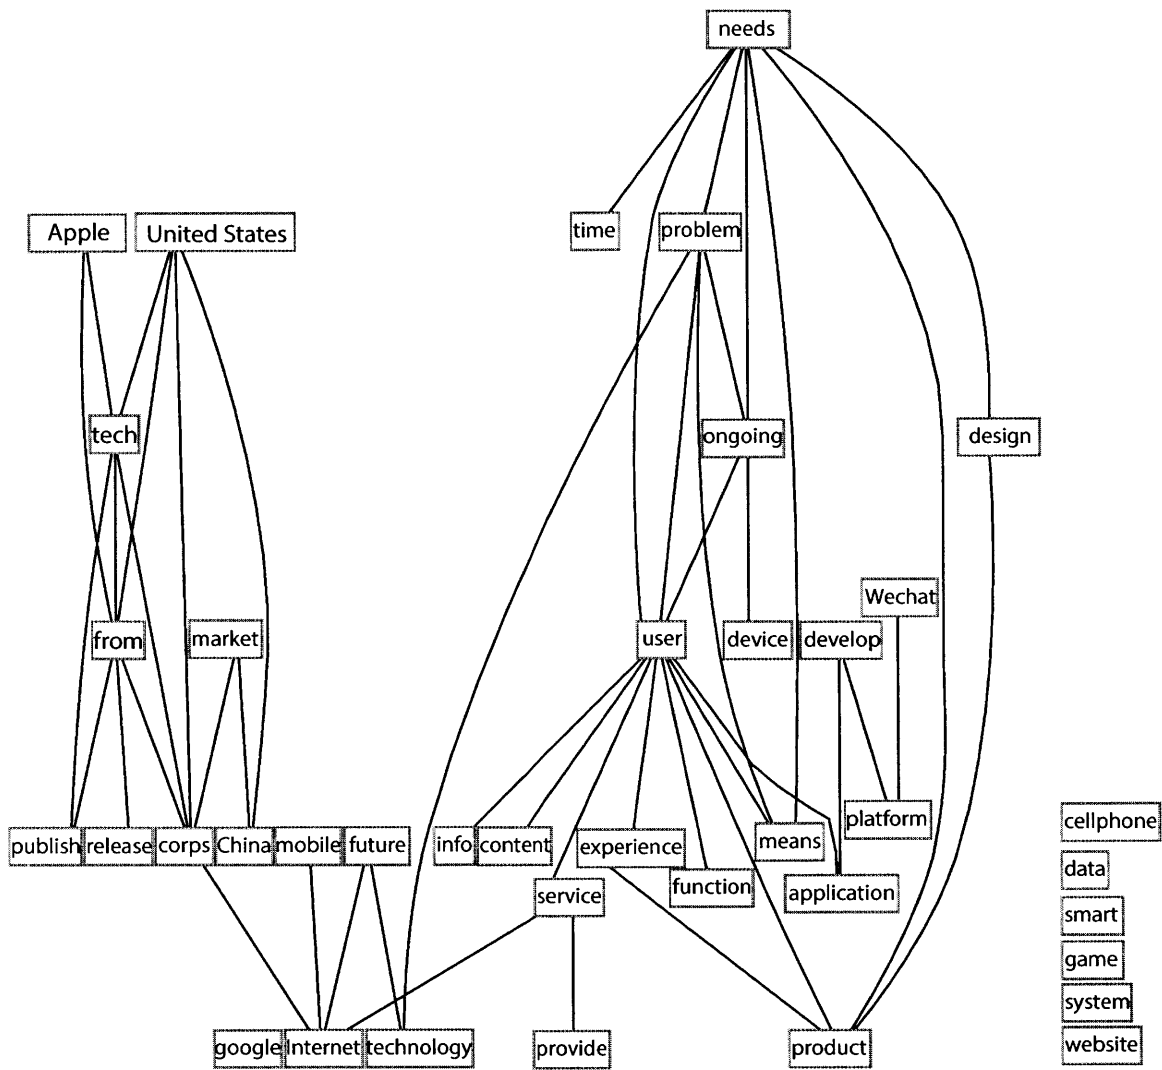 needs
time
problem
Apple
United States
tech
ongoing
design
Wechat
from
market
user
device
develop
platform
cellphone
publish
release
corps
China
mobile
future
info
content
experience
means
data
function
application
service
smart
game
system
google
Internet
technology
provide
product
website